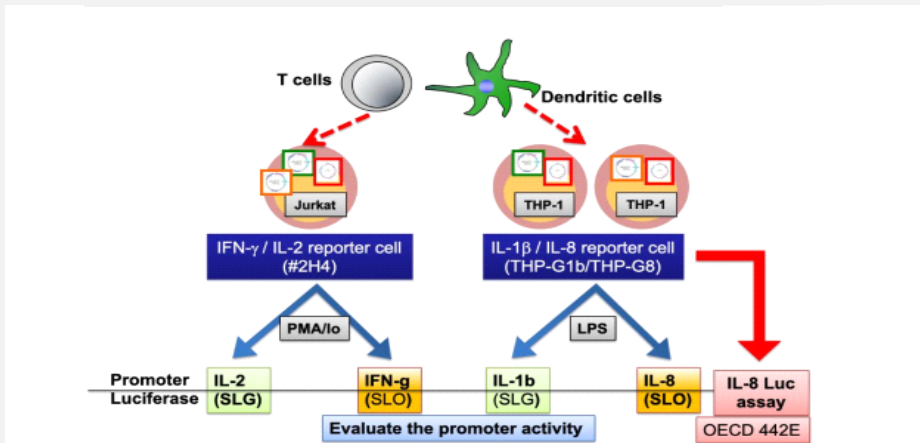 T cells
Dendritic cells
Jurkat
THP-1
THP-1
IFN-γ / IL-2 reporter cell
(#2H4)
IL-1β / IL-8 reporter cell
(THP-G1b/THP-G8)
PMA/Io
LPS
Promoter
Luciferase
IL-2
(SLG)
IFN-g
(SLO)
IL-1b
(SLG)
IL-8
(SLO)
IL-8 Luc
assay
OECD 442E
Evaluate the promoter activity